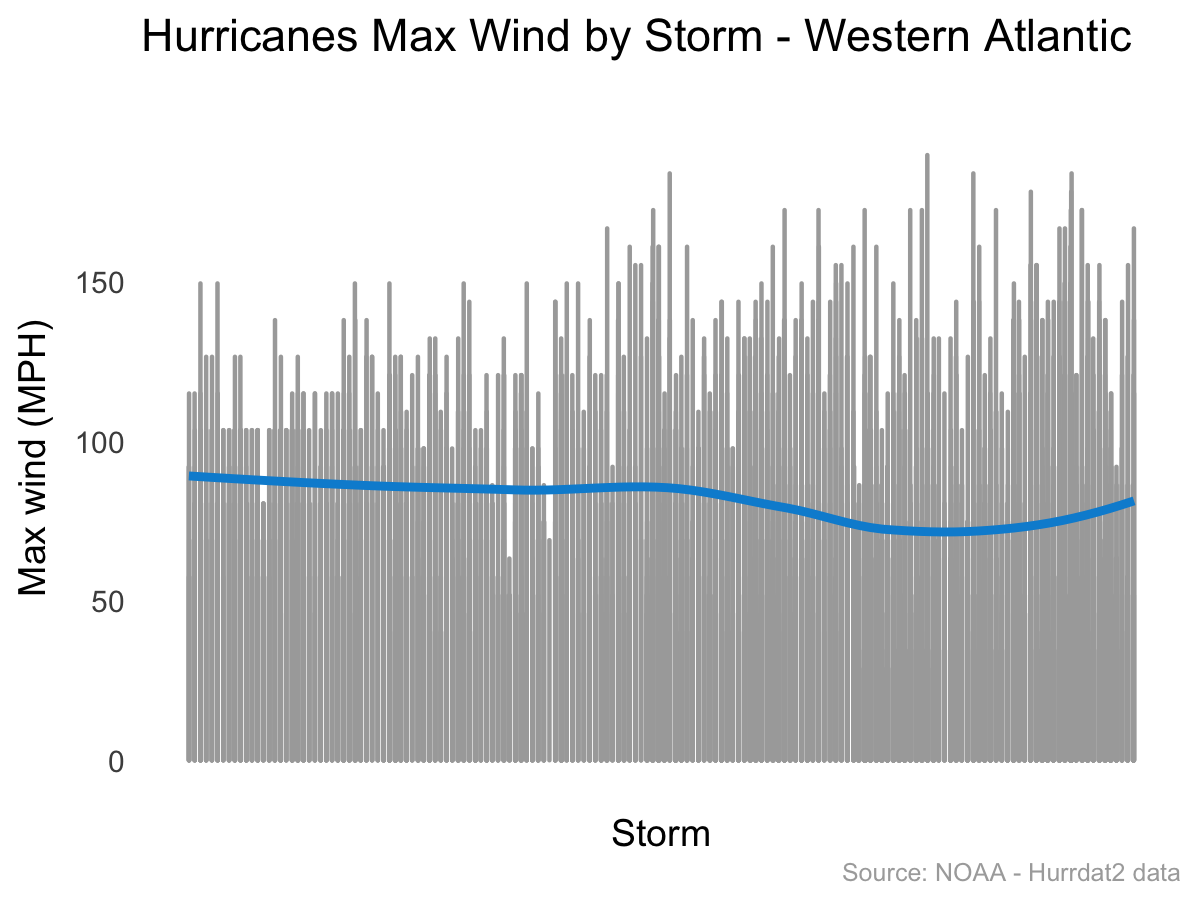 Hurricanes Max Wind by Storm - Western Atlantic
150
100
50
0
Max wind (MPH)
Storm
Source: NOAA - Hurrdat2 data